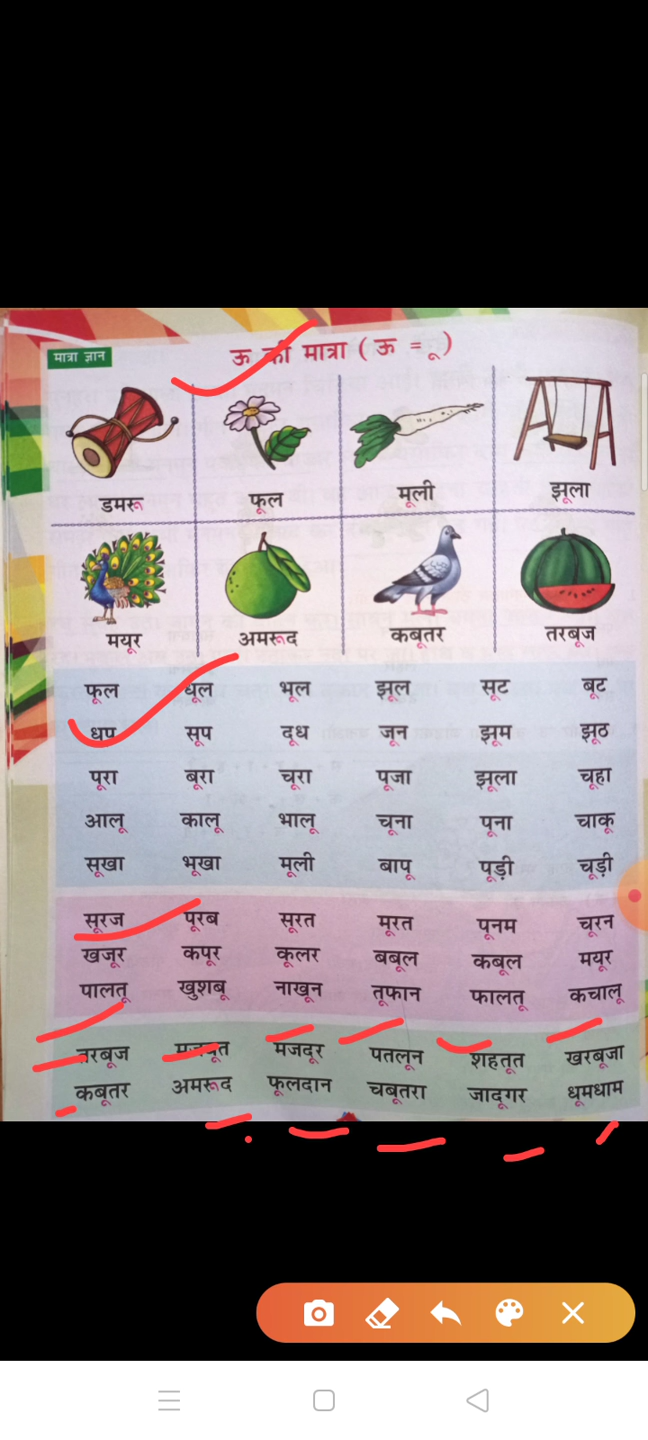 मात्रा ज्ञान
ऊ की मात्रा ( ऊ = ू )
डमरू फूल मूली झूला
मयूर अमरूद कबूतर तरबूज
फूल धूल भूल झूल सूट बूट
धूप सूप दूध जून झूम झूठ
पूरा बूरा चूरा पूजा झूला चूहा
आलू कालू भालू चूना पूना चाकू
सूखा भूखा मूली बापू पूड़ी चूड़ी
सूरज पूरब सूरत मूरत पूनम चूरन
खजूर कपूर कूलर बबूल कबूल मयूर
पालतू खुशबू नाखून तूफान फालतू कचालू
तरबूज मजबूत मजदूर पतलून शहतूत खरबूजा
कबूतर अमरूद फूलदान चबूतरा जादूगर धूमधाम